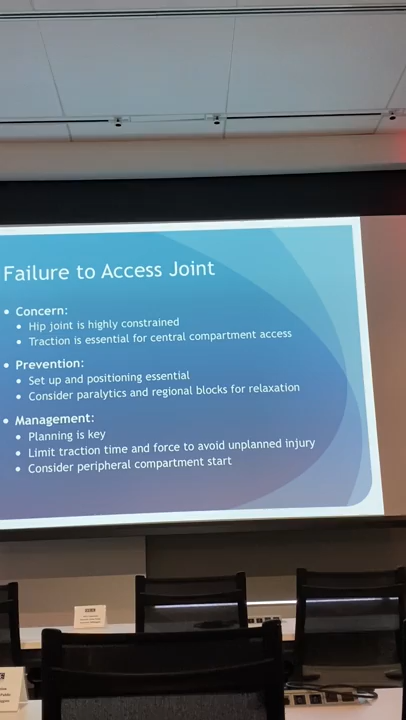 Failure to Access Joint
• Concern:
• Hip joint is highly constrained
• Traction is essential for central compartment access
• Prevention:
• Set up and positioning essential
• Consider paralytics and regional blocks for relaxation
• Management:
• Planning is key
• Limit traction time and force to avoid unplanned injury
• Consider peripheral compartment start